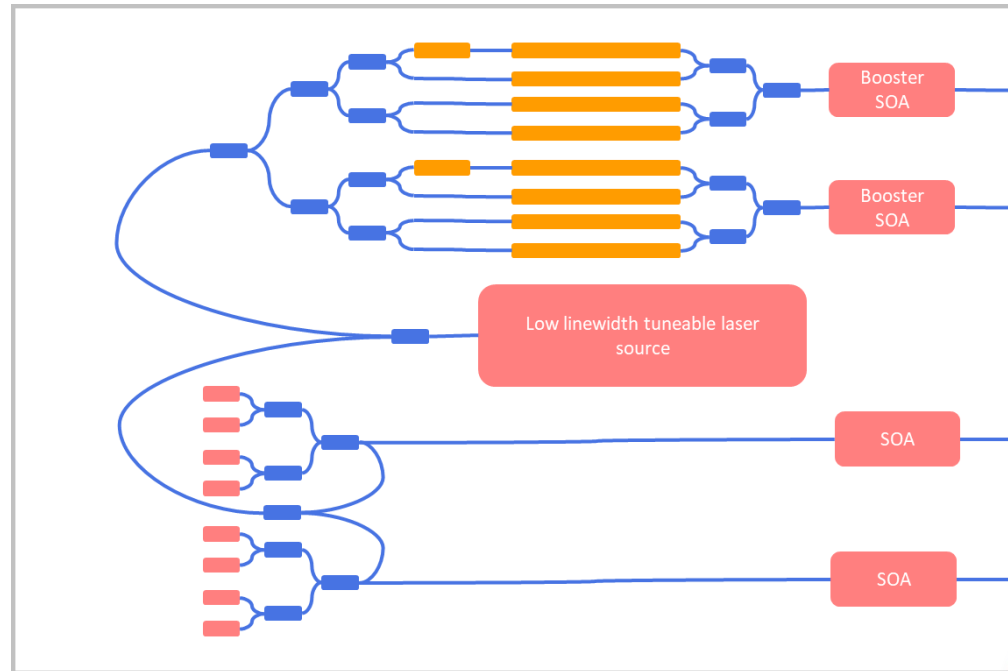 Booster
SOA
Booster
SOA
Low linewidth tuneable laser
source
SOA
SOA